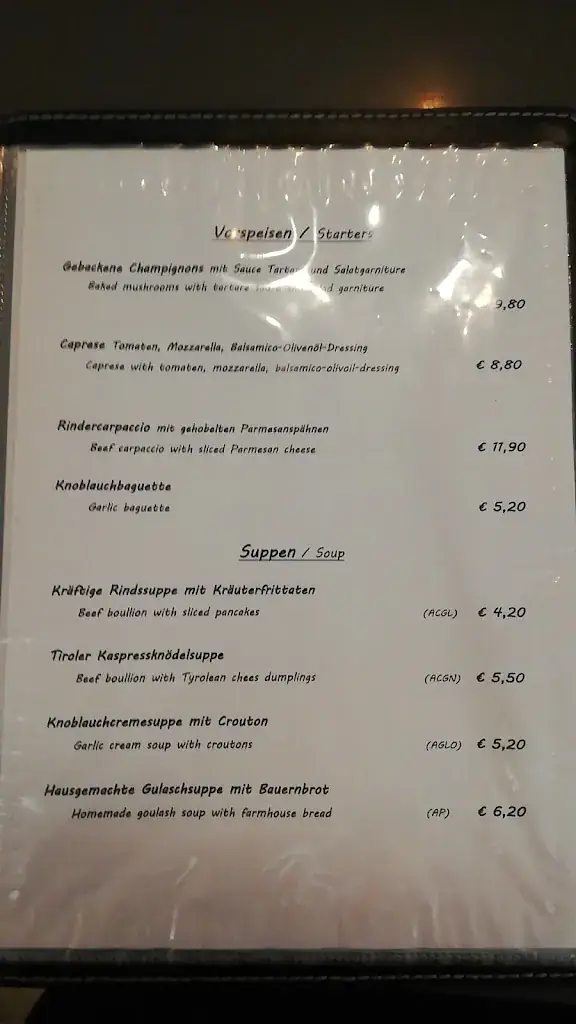 Vorspeisen / Starters
Gebackene Champignons mit Sauce Tartar und Salatgarniture
Baked mushrooms with tartare garniture
9,80
Caprese Tomaten, Mozzarella, Balsamico-Olivenöl-Dressing
Caprese with tomaten, mozzarella, balsamico-olivoil-dressing
€ 8,80
Rindercarpaccio mit gehobelten Parmesanspähnen
Beef carpaccio with sliced Parmesan cheese
€ 11,90
Knoblauchbaguette
Garlic baguette
€ 5,20
Suppen / Soup
Kräftige Rindssuppe mit Kräuterfrittaten
Beef boullion with sliced pancakes (ACGL) € 4,20
Tiroler Kaspressknödelsuppe
Beef boullion with Tyrolean chees dumplings (ACGN) € 5,50
Knoblauchcremesuppe mit Crouton
Garlic cream soup with croutons (AGLO) € 5,20
Hausgemachte Gulaschsuppe mit Bauernbrot
Homemade goulash soup with farmhouse bread (AP) € 6,20